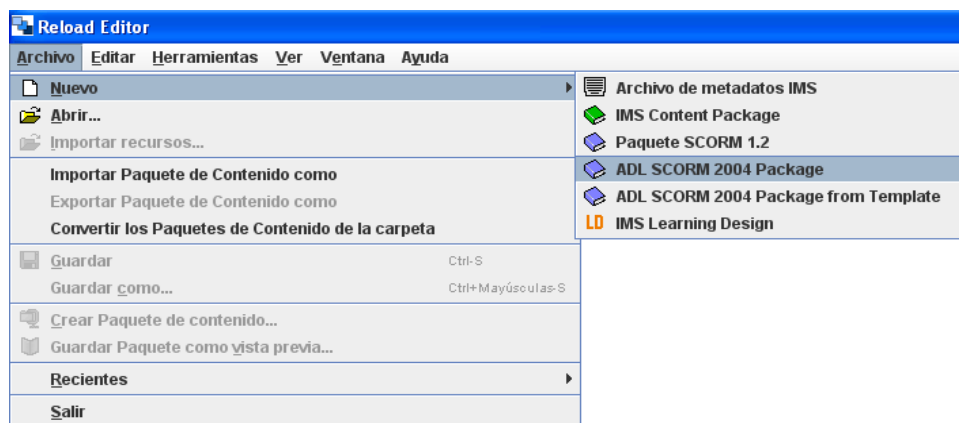 Reload Editor
Archivo Editar Herramientas Ver Ventana Ayuda
Nuevo
Abrir...
Importar recursos...
Importar Paquete de Contenido como
Exportar Paquete de Contenido como
Convertir los Paquetes de Contenido de la carpeta
Guardar Ctrl-S
Guardar como... Ctrl+Mayúsculas-S
Crear Paquete de contenido...
Guardar Paquete como vista previa...
Recientes
Salir
Archivo de metadatos IMS
IMS Content Package
Paquete SCORM 1.2
ADL SCORM 2004 Package
ADL SCORM 2004 Package from Template
LD IMS Learning Design